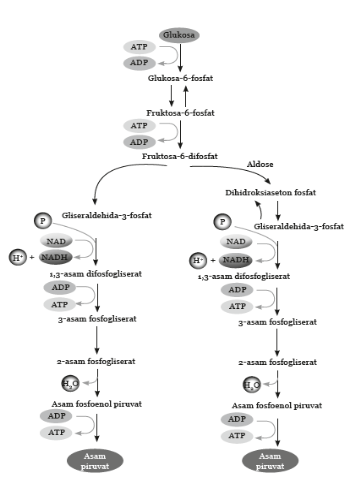 Glukosa
ATP
ADP
Glukosa-6-fosfat
Fruktosa-6-fosfat
ATP
ADP
Fruktosa-6-difosfat
Aldose
Dihidroksiaseton fosfat
Gliseraldehida-3-fosfat
P
NAD
H⁺ + NADH
1,3-asam difosfogliserat
ADP
ATP
3-asam fosfogliserat
2-asam fosfogliserat
H₂O
Asam fosfoenol piruvat
ADP
ATP
Asam
piruvat
P
Gliseraldehida-3-fosfat
NAD
H⁺ + NADH
1,3-asam difosfogliserat
ADP
ATP
3-asam fosfogliserat
2-asam fosfogliserat
H₂O
Asam fosfoenol piruvat
ADP
ATP
Asam
piruvat